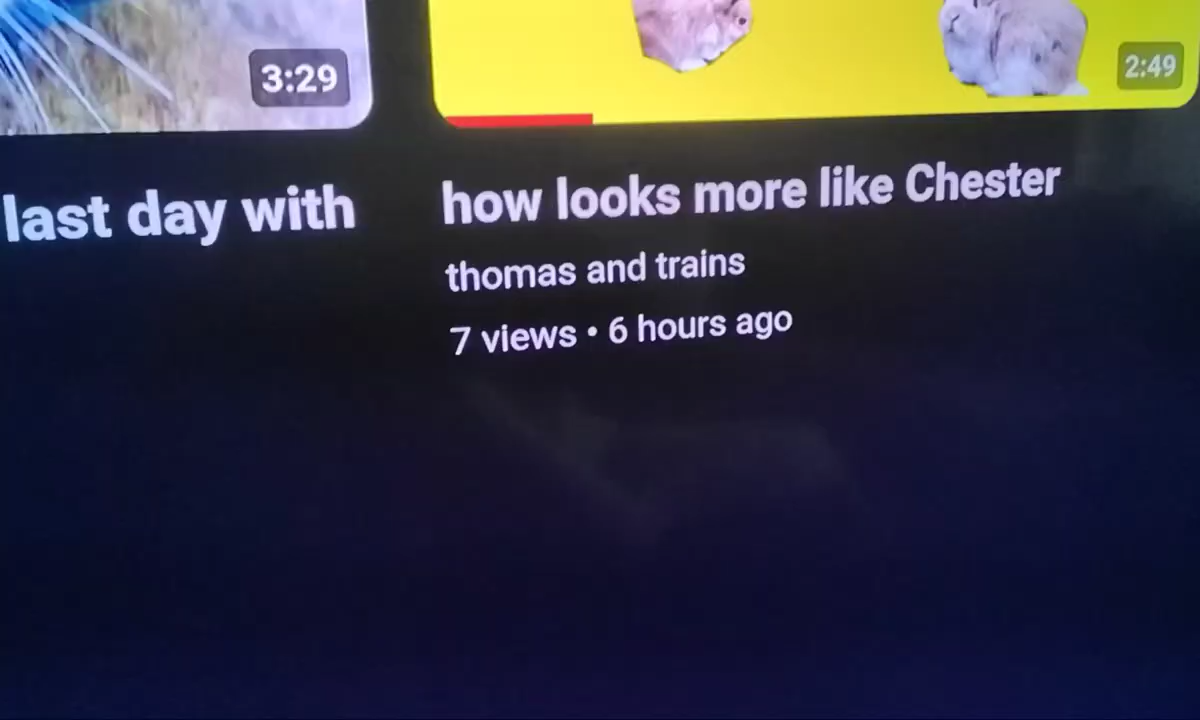 3:29
2:49
last day with
how looks more like Chester
thomas and trains
7 views • 6 hours ago